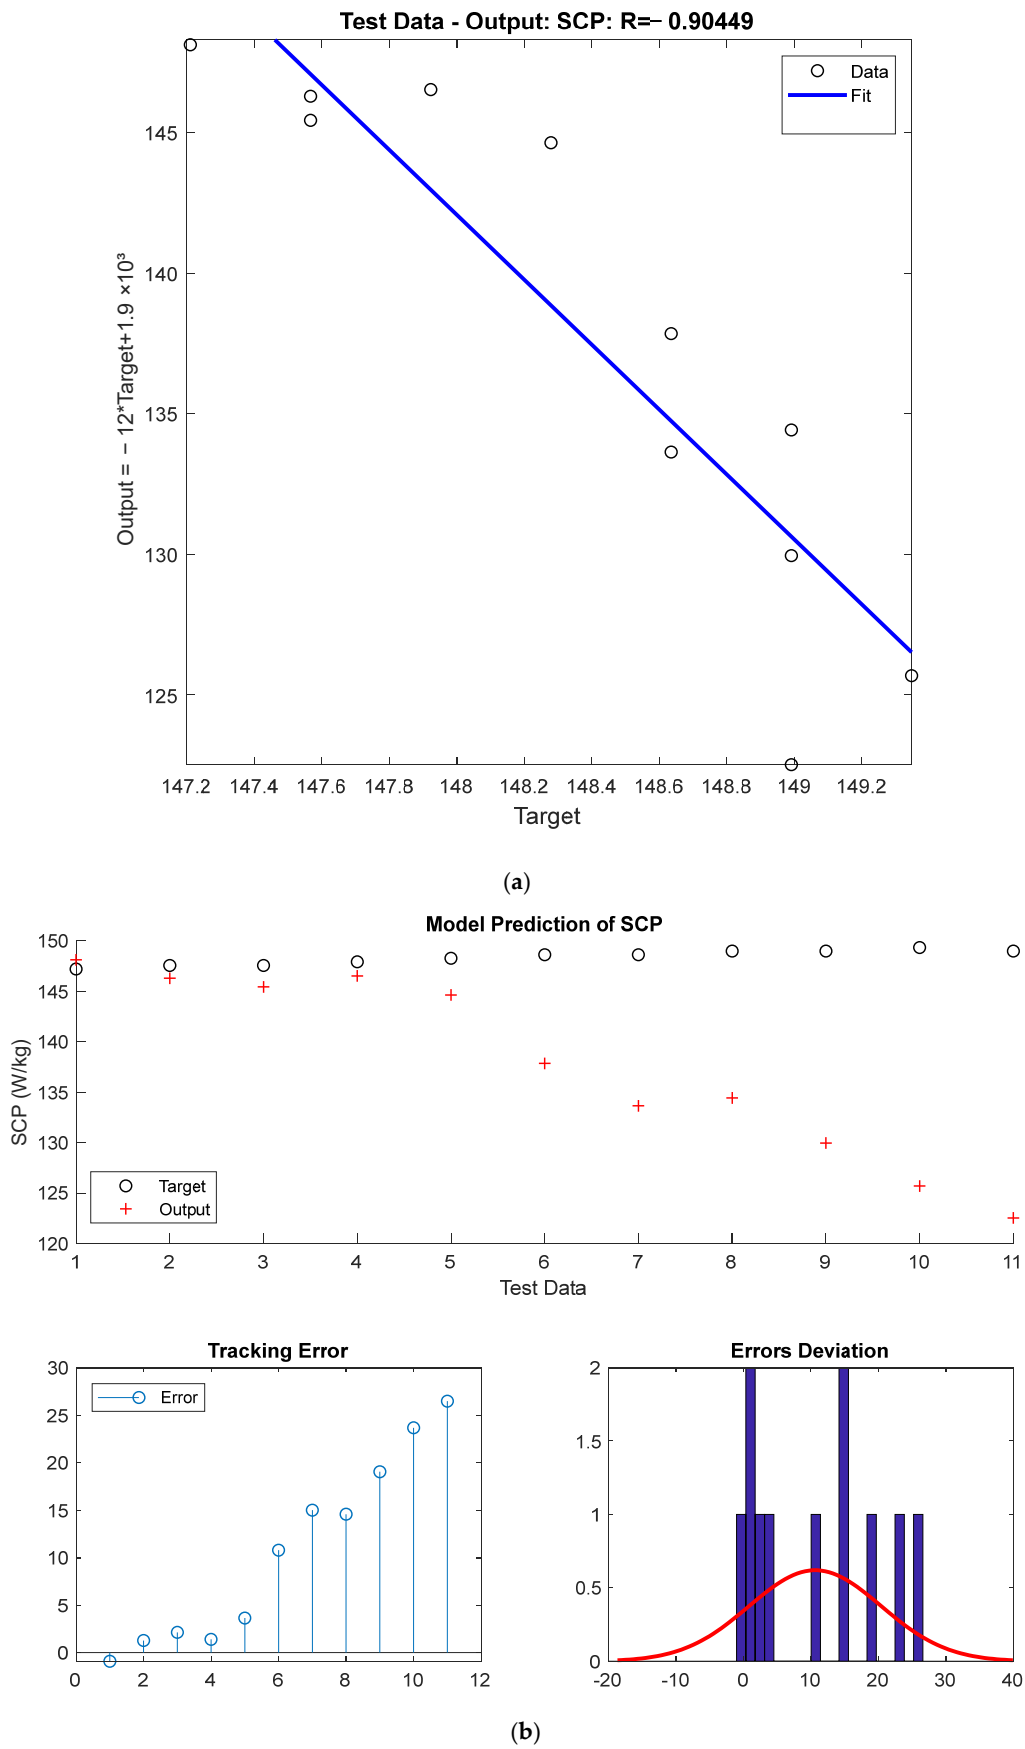 Test Data - Output: SCP: R=− 0.90449
Data
Fit
145
140
135
130
125
Output = − 12*Target+1.9 ×10³
147.2 147.4 147.6 147.8 148 148.2 148.4 148.6 148.8 149 149.2
Target
(a)
Model Prediction of SCP
150
145
140
135
130
125
120
SCP (W/kg)
Target
Output
1 2 3 4 5 6 7 8 9 10 11
Test Data
Tracking Error
30
25
20
15
10
5
0
Error
0 2 4 6 8 10 12
Errors Deviation
2
1.5
1
0.5
0
-20 -10 0 10 20 30 40
(b)